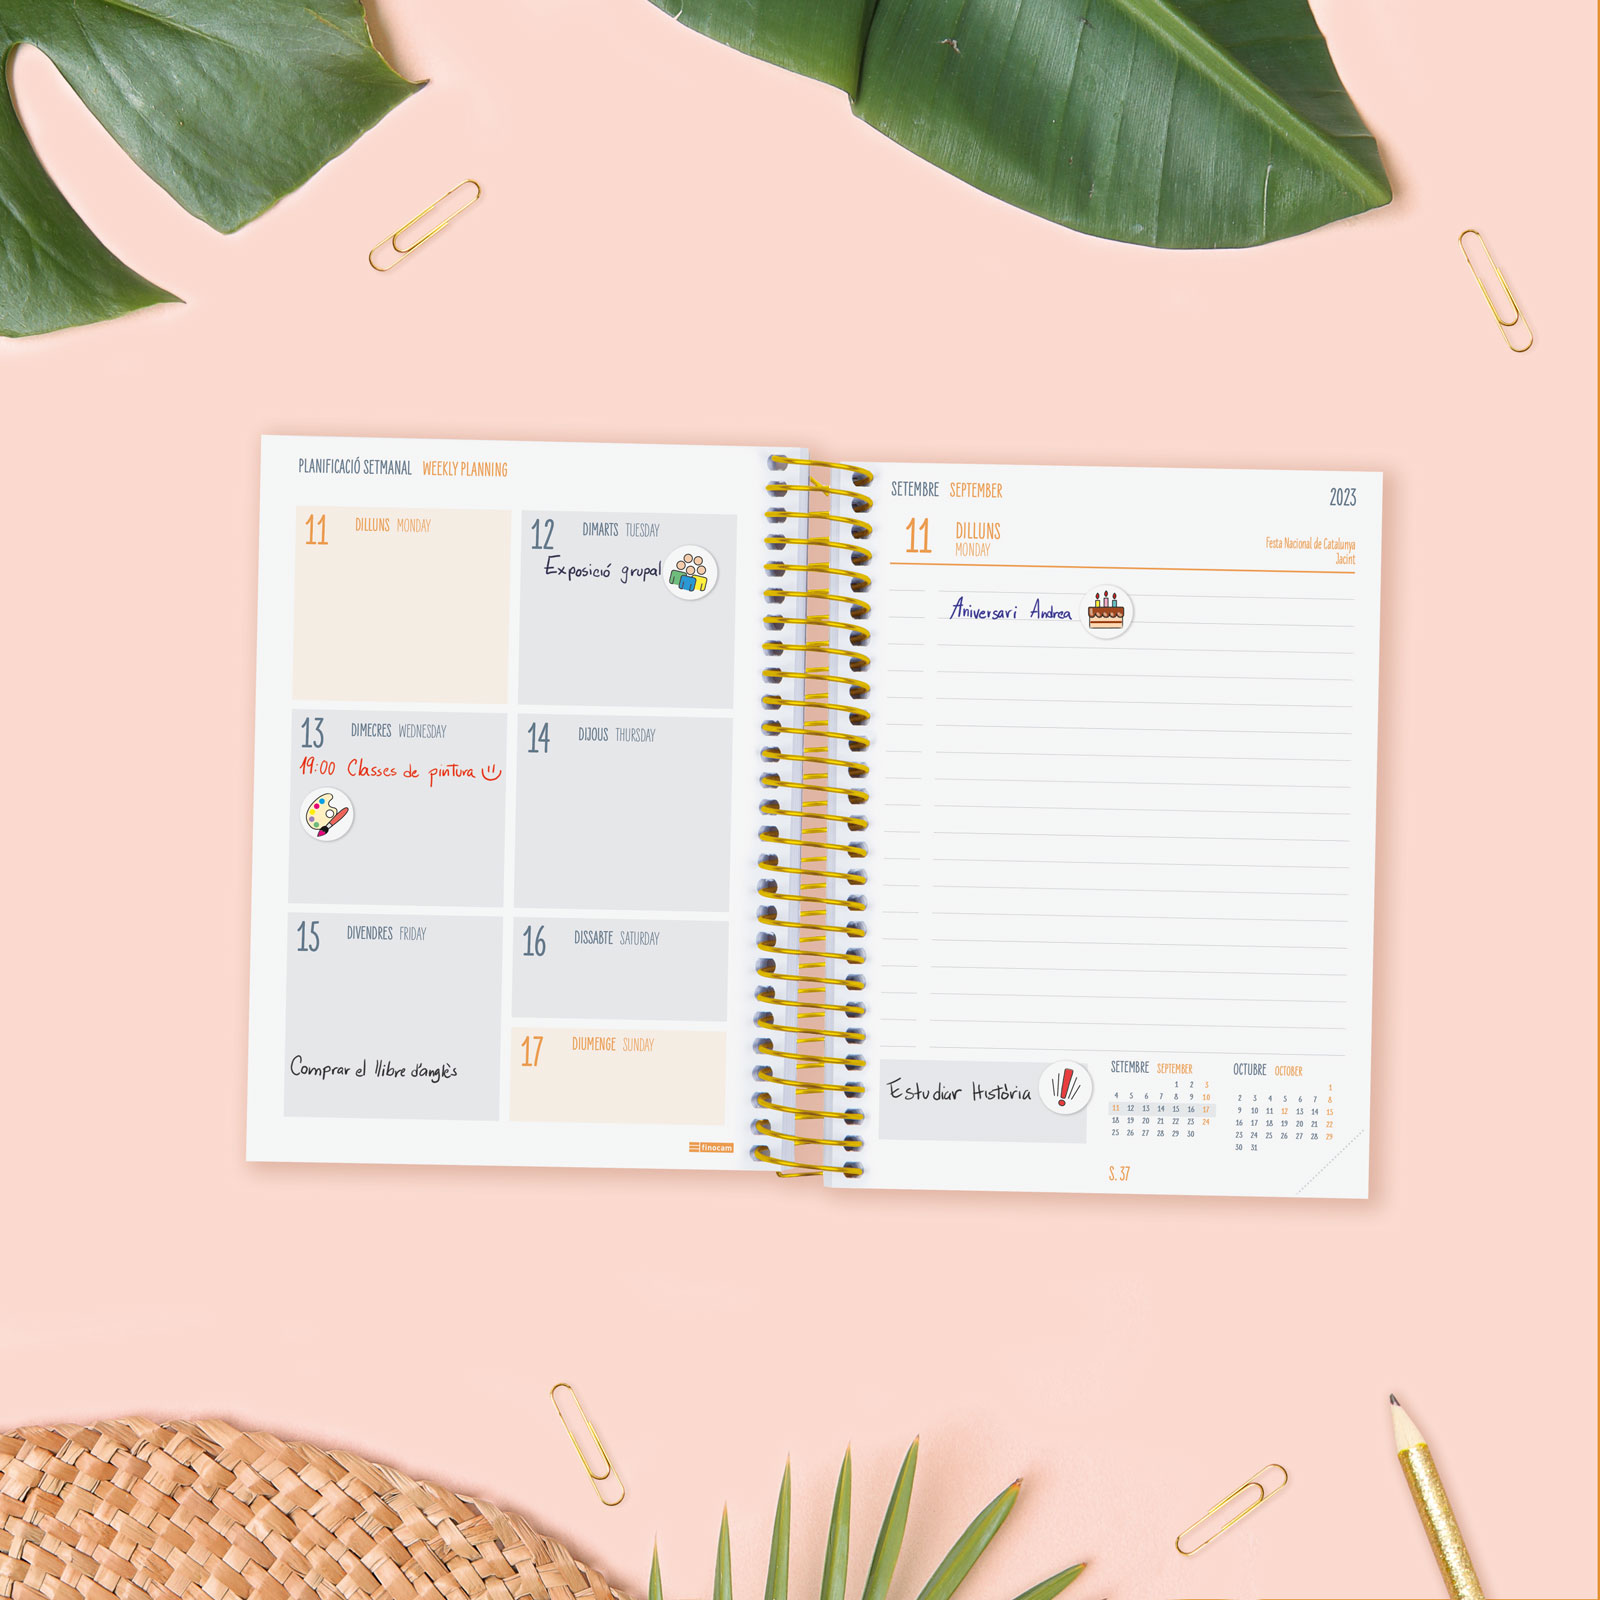 PLANIFICACIÓ SETMANAL WEEKLY PLANNING
11 DILLUNS MONDAY
12 DIMARTS TUESDAY
Exposició grupal
13 DIMECRES WEDNESDAY
19:00 Classes de pintura
14 DIJOUS THURSDAY
15 DIVENDRES FRIDAY
Comprar el llibre d'anglès
16 DISSABTE SATURDAY
17 DIUMENGE SUNDAY
finocam
SETEMBRE SEPTEMBER 2023
11 DILLUNS
MONDAY
Festa Nacional de Catalunya
Jacint
Aniversari Andrea
Estudiar Història
SETEMBRE SEPTEMBER
1 2 3
4 5 6 7 8 9 10
11 12 13 14 15 16 17
18 19 20 21 22 23 24
25 26 27 28 29 30
OCTUBRE OCTOBER
1
2 3 4 5 6 7 8
9 10 11 12 13 14 15
16 17 18 19 20 21 22
23 24 25 26 27 28 29
30 31
S. 37